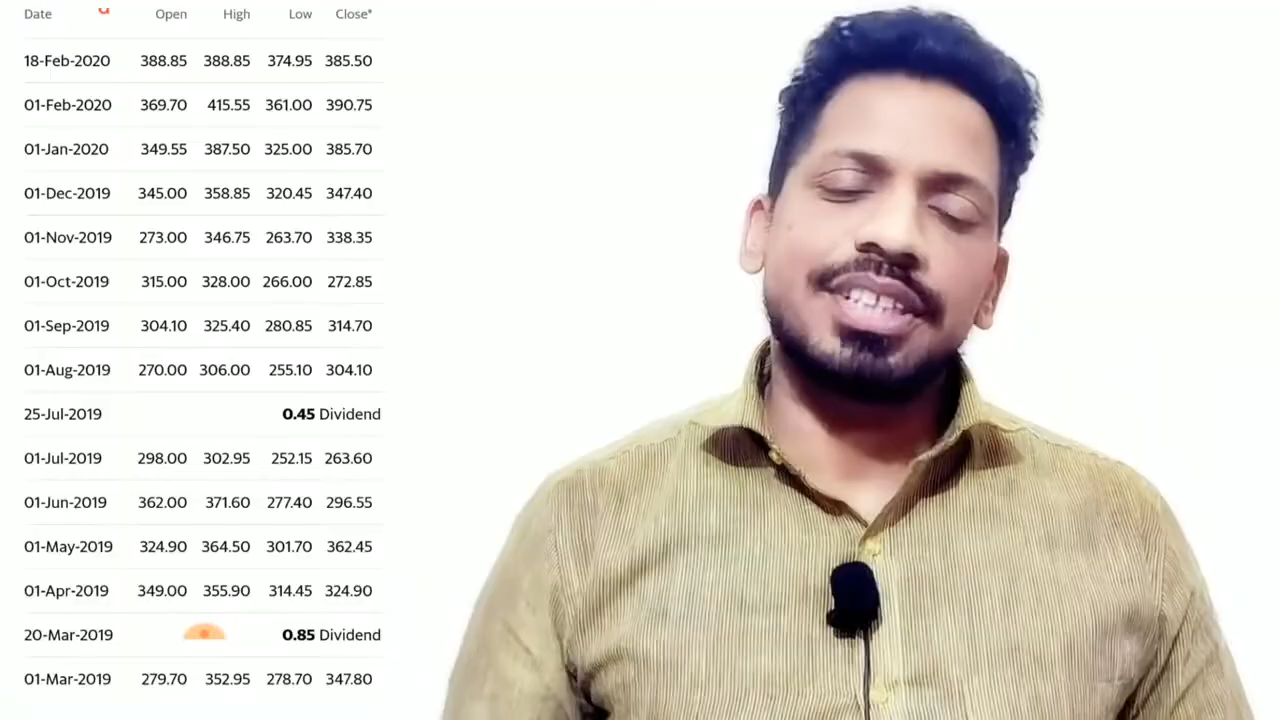 Date Open High Low Close*
18-Feb-2020 388.85 388.85 374.95 385.50
01-Feb-2020 369.70 415.55 361.00 390.75
01-Jan-2020 349.55 387.50 325.00 385.70
01-Dec-2019 345.00 358.85 320.45 347.40
01-Nov-2019 273.00 346.75 263.70 338.35
01-Oct-2019 315.00 328.00 266.00 272.85
01-Sep-2019 304.10 325.40 280.85 314.70
01-Aug-2019 270.00 306.00 255.10 304.10
25-Jul-2019 0.45 Dividend
01-Jul-2019 298.00 302.95 252.15 263.60
01-Jun-2019 362.00 371.60 277.40 296.55
01-May-2019 324.90 364.50 301.70 362.45
01-Apr-2019 349.00 355.90 314.45 324.90
20-Mar-2019 0.85 Dividend
01-Mar-2019 279.70 352.95 278.70 347.80